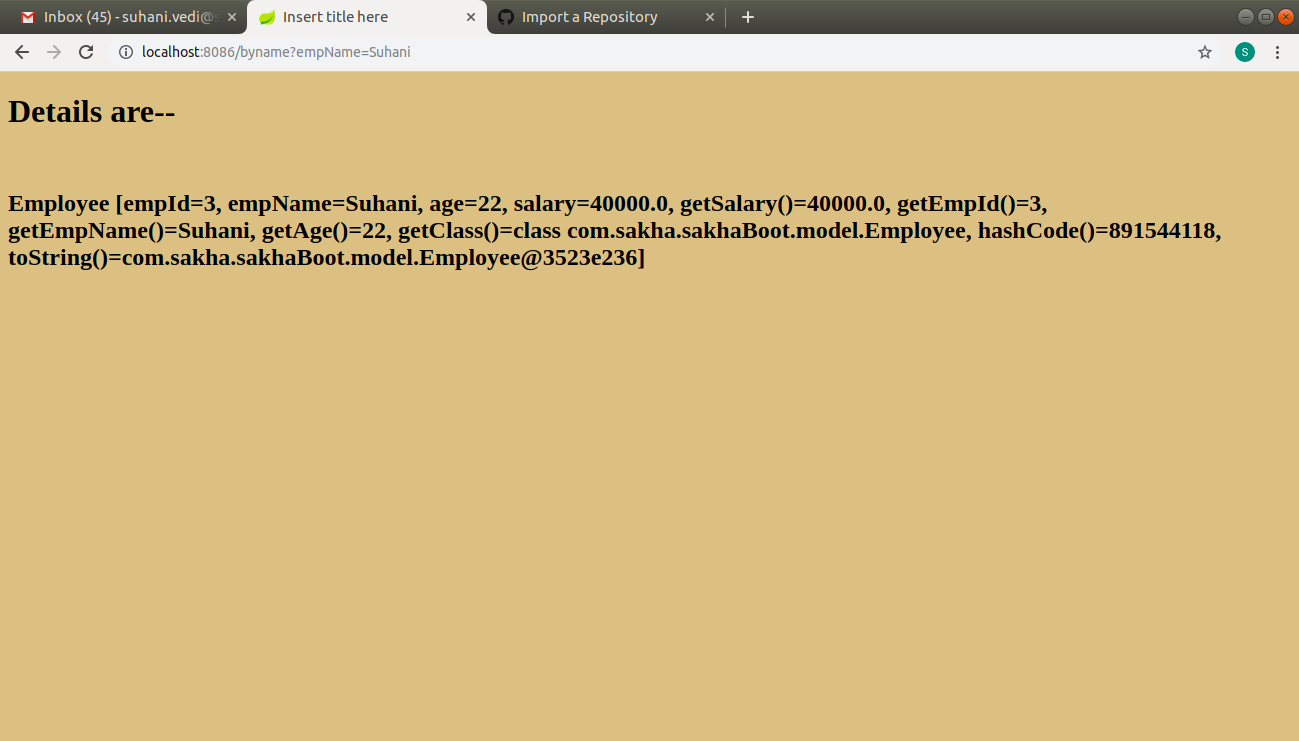 Inbox (45) - suhani.vedi@
Insert title here
Import a Repository
localhost:8086/byname?empName=Suhani
S
Details are--
Employee [empId=3, empName=Suhani, age=22, salary=40000.0, getSalary()=40000.0, getEmpId()=3,
getEmpName()=Suhani, getAge()=22, getClass()=class com.sakha.sakhaBoot.model.Employee, hashCode()=891544118,
toString()=com.sakha.sakhaBoot.model.Employee@3523e236]